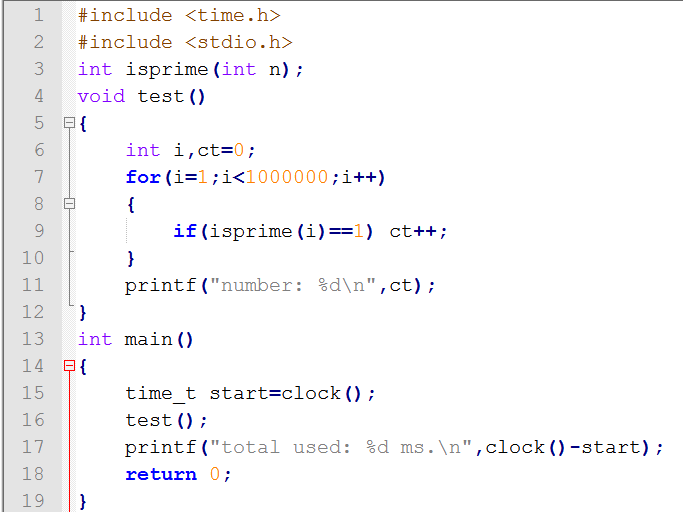 1 #include <time.h>
2 #include <stdio.h>
3 int isprime(int n);
4 void test()
5 {
6 int i,ct=0;
7 for(i=1;i<1000000;i++)
8 {
9 if(isprime(i)==1) ct++;
10 }
11 printf("number: %d\n",ct);
12 }
13 int main()
14 {
15 time_t start=clock();
16 test();
17 printf("total used: %d ms.\n",clock()-start);
18 return 0;
19 }